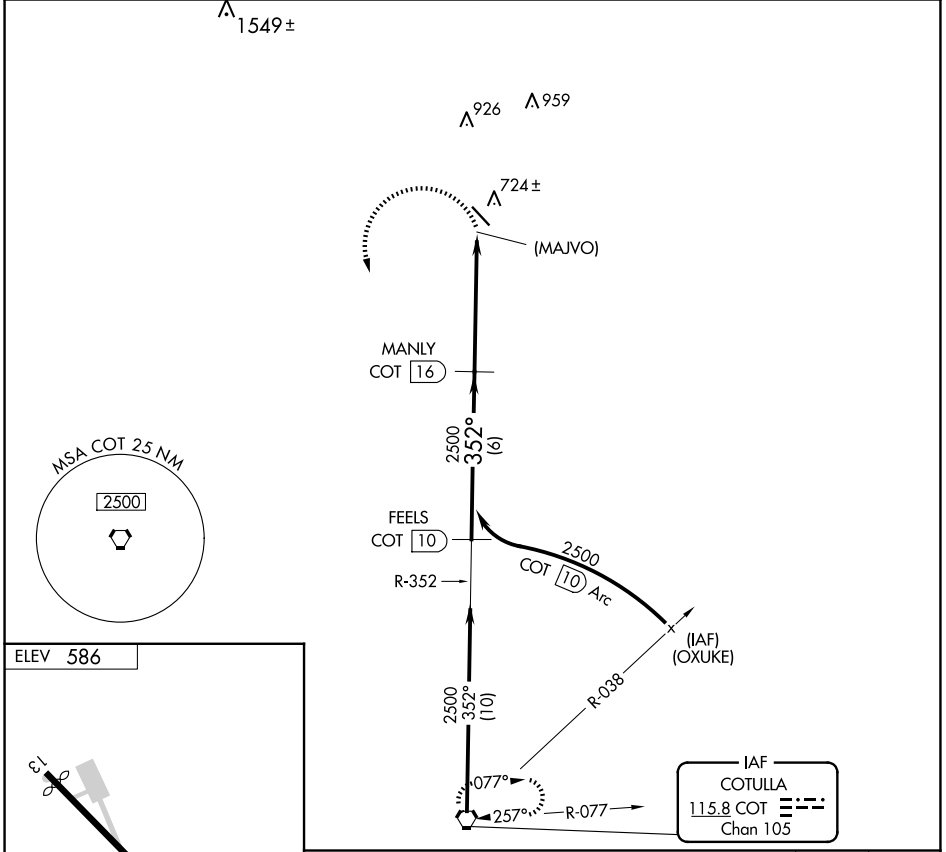 1549 ±
926
959
724 ±
(MAJVO)
MANLY
COT 16
2500
352°
(6)
MSA COT 25 NM
2500
FEELS
COT 10
2500
COT 10 Arc
R-352
(IAF)
(OXUKE)
ELEV 586
R-038
2500
352°
(10)
13
077°
257°
R-077
IAF
COTULLA
115.8 COT
Chan 105